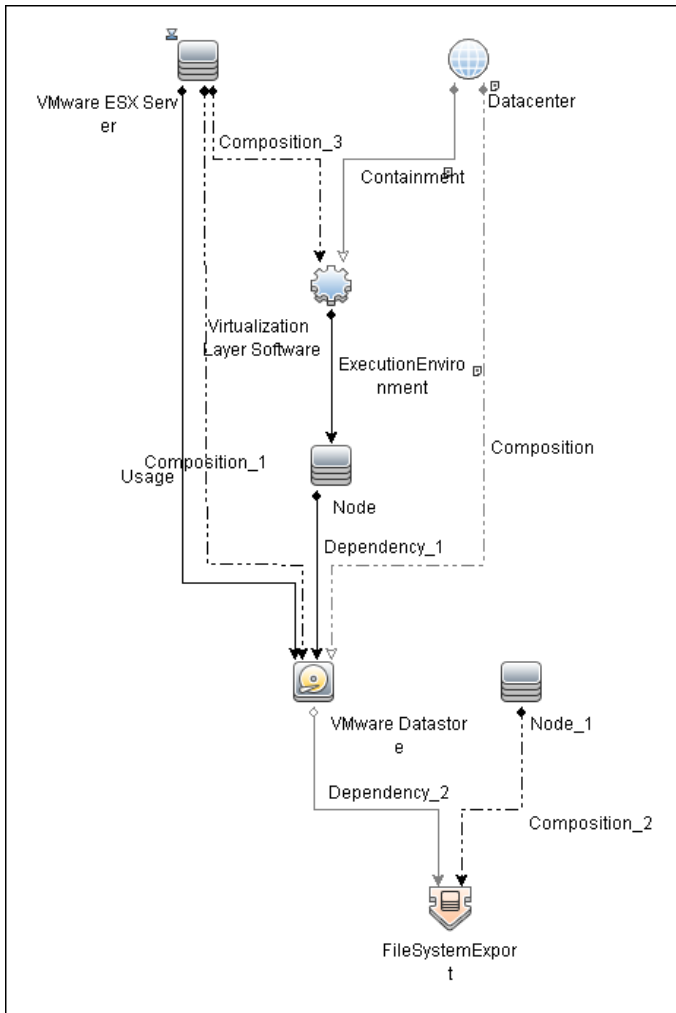 VMware ESX Serv
er
Datacenter
Composition_3
Containment
Virtualization
Layer Software
ExecutionEnviro
nment
Composition_1
Usage
Composition
Node
Dependency_1
VMware Datastor
e
Node_1
Dependency_2
Composition_2
FileSystemExpor
t